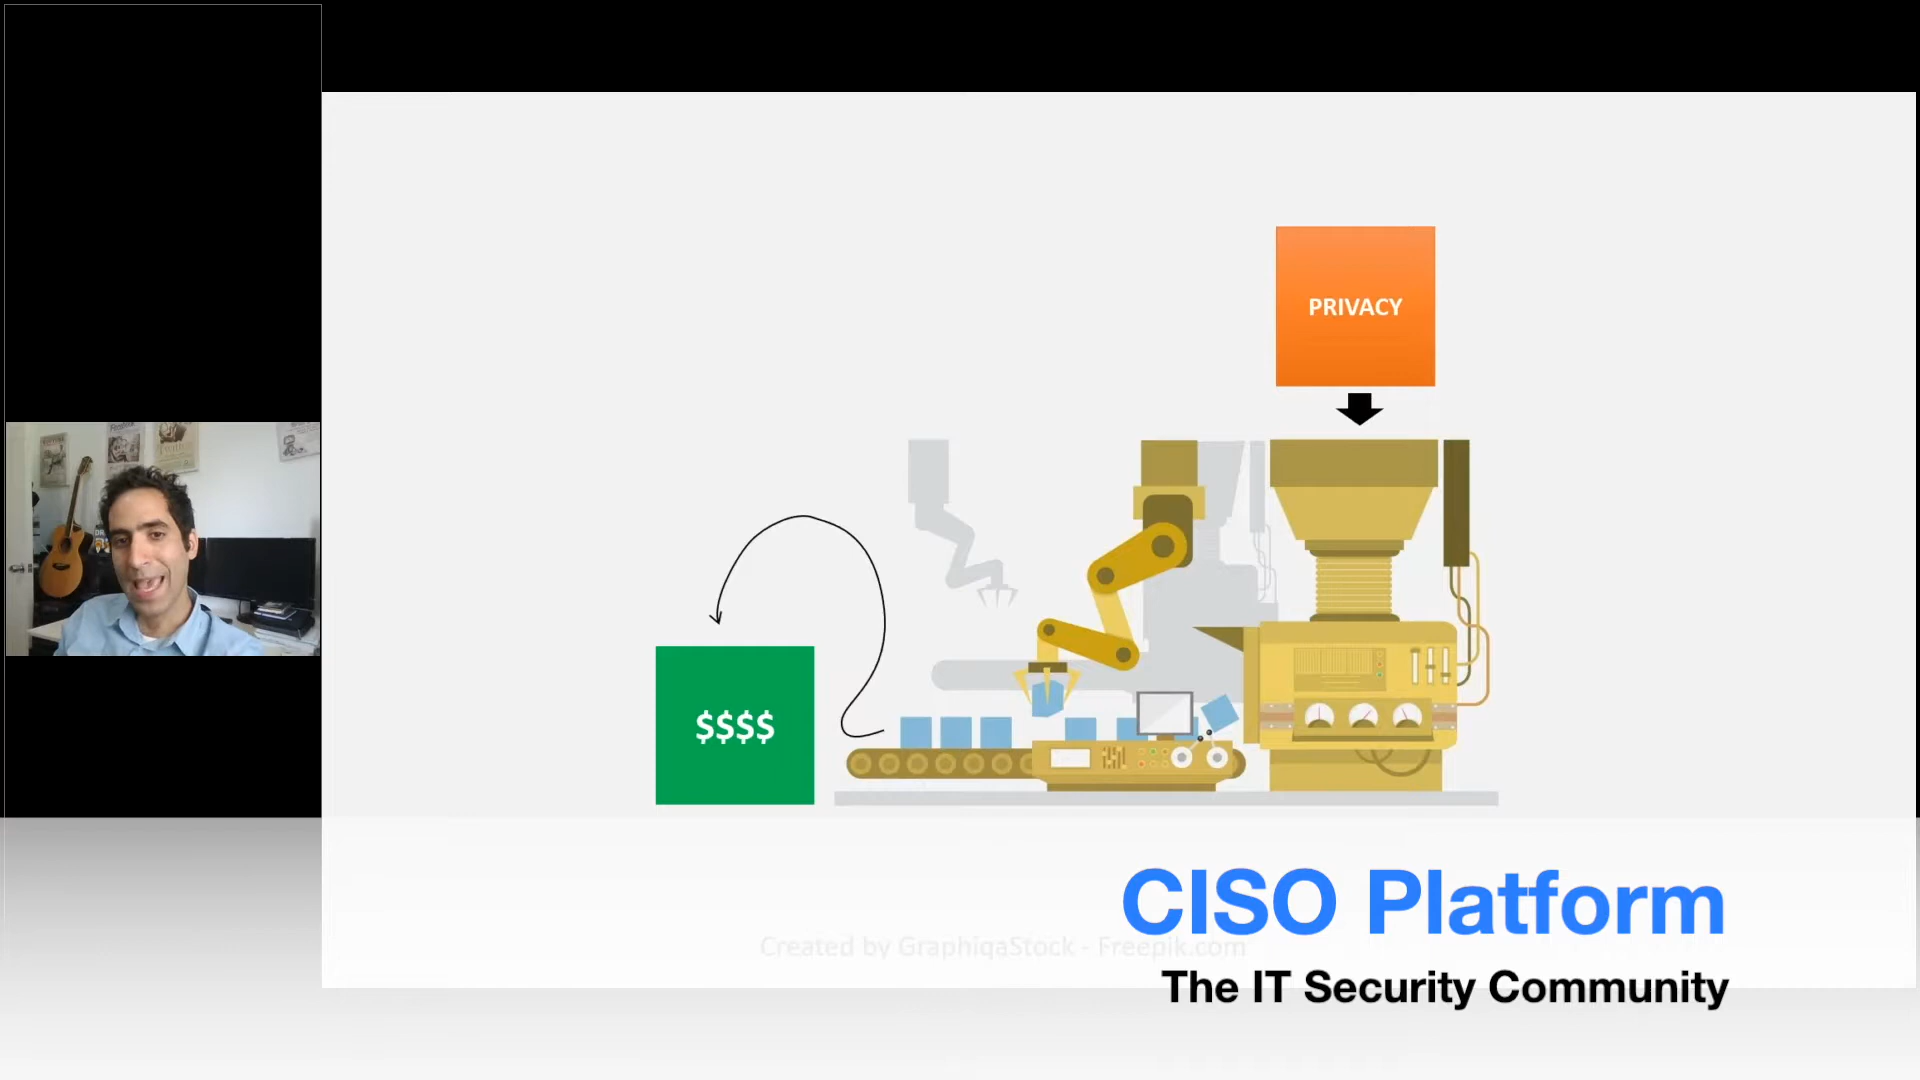 PRIVACY
$$$$
CISO Platform
Created by GraphiqaStock - Freepik.com
The IT Security Community